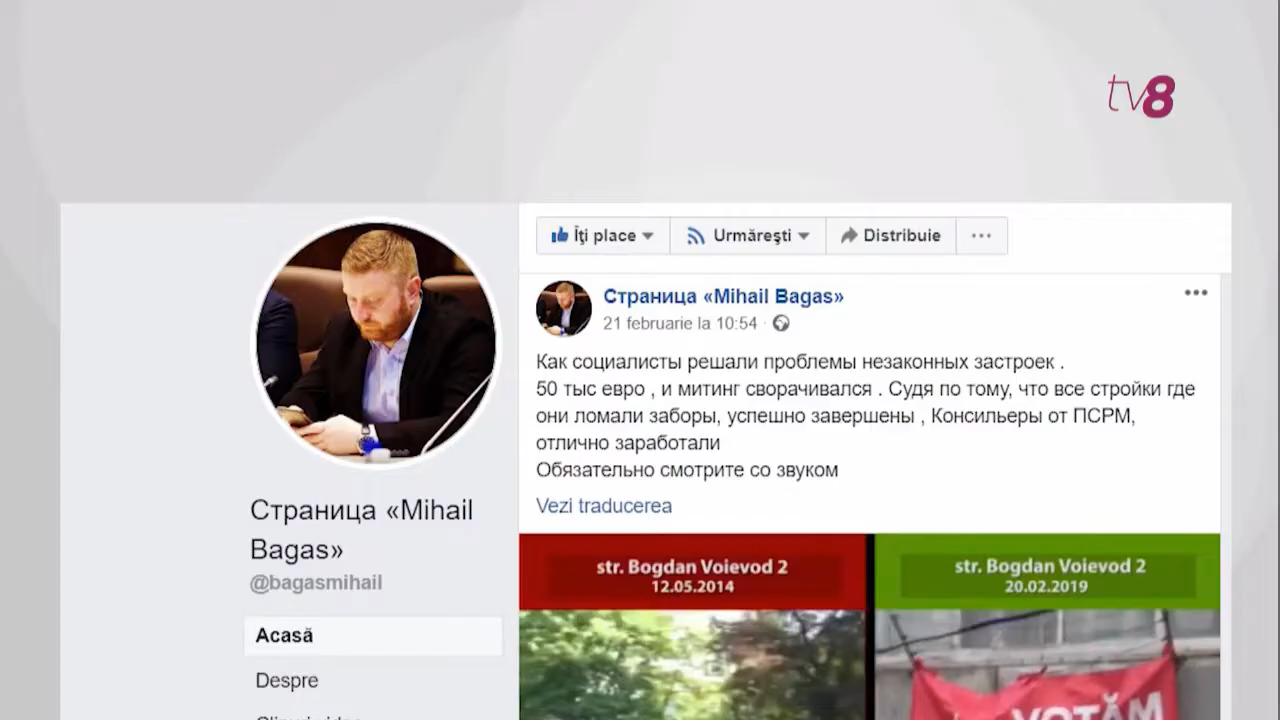 tv8
Îți place
Urmărești
Distribuie
Страница «Mihail Bagas»
21 februarie la 10:54
Как социалисты решали проблемы незаконных застроек .
50 тыс евро , и митинг сворачивался . Судя по тому, что все стройки где
они ломали заборы, успешно завершены , Консильеры от ПСРМ,
отлично заработали
Обязательно смотрите со звуком
Vezi traducerea
Страница «Mihail
Bagas»
@bagasmihail
Acasă
Despre
str. Bogdan Voievod 2
12.05.2014
str. Bogdan Voievod 2
20.02.2019
VOTĂM